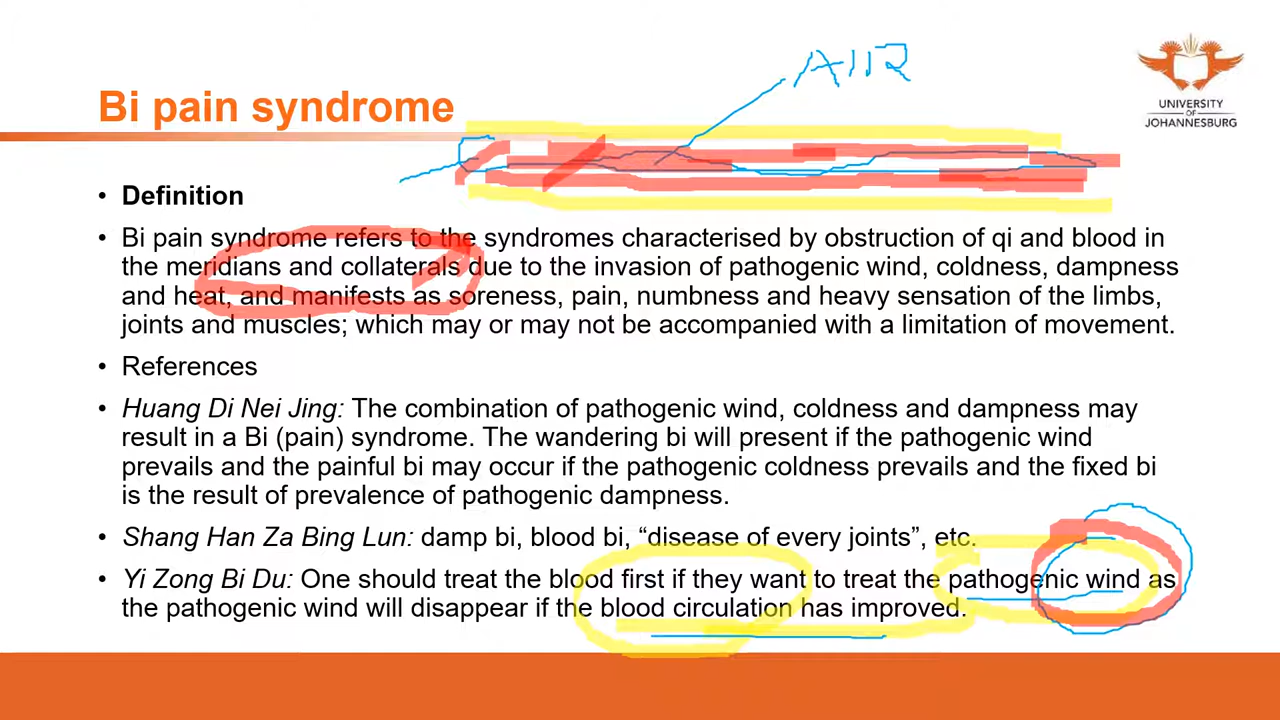 AIR
UNIVERSITY
OF
JOHANNESBURG
Bi pain syndrome
• Definition
• Bi pain syndrome refers to the syndromes characterised by obstruction of qi and blood in
the meridians and collaterals due to the invasion of pathogenic wind, coldness, dampness
and heat, and manifests as soreness, pain, numbness and heavy sensation of the limbs,
joints and muscles; which may or may not be accompanied with a limitation of movement.
• References
• Huang Di Nei Jing: The combination of pathogenic wind, coldness and dampness may
result in a Bi (pain) syndrome. The wandering bi will present if the pathogenic wind
prevails and the painful bi may occur if the pathogenic coldness prevails and the fixed bi
is the result of prevalence of pathogenic dampness.
• Shang Han Za Bing Lun: damp bi, blood bi, “disease of every joints”, etc.
• Yi Zong Bi Du: One should treat the blood first if they want to treat the pathogenic wind as
the pathogenic wind will disappear if the blood circulation has improved.